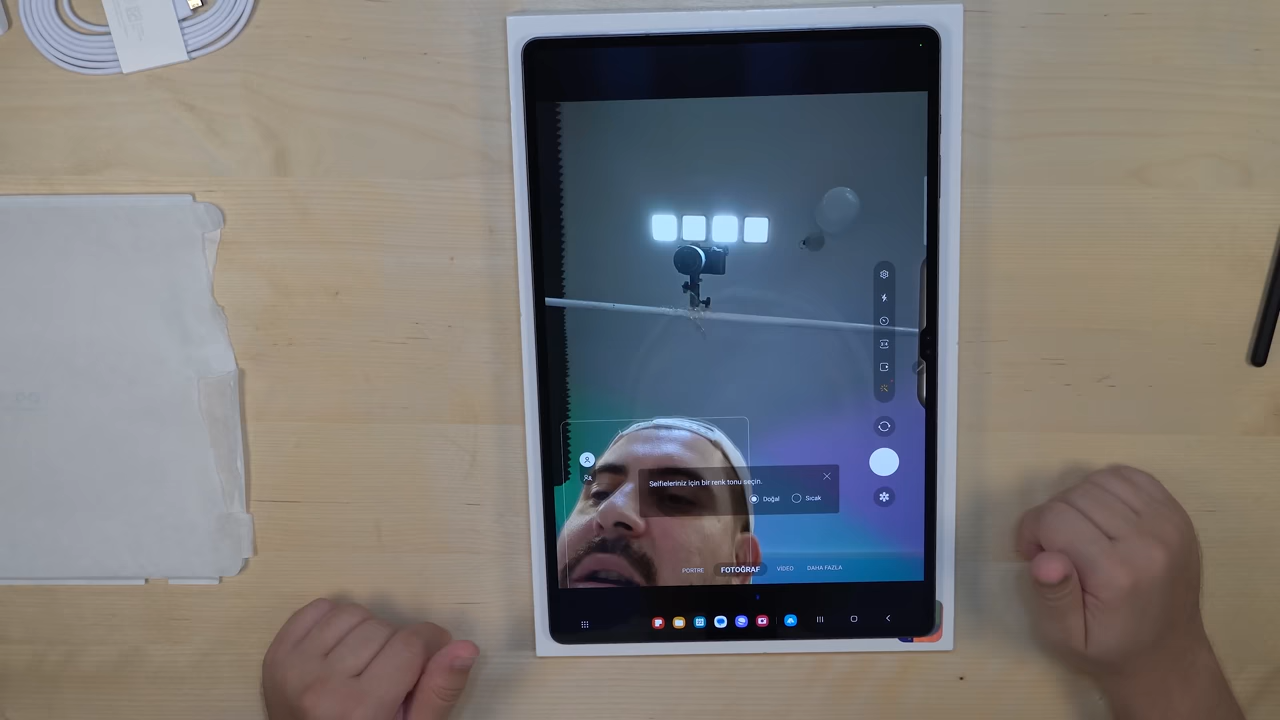 Selfieleriniz için bir renk tonu seçin.
Doğal
Sıcak
PORTRE
FOTOĞRAF
VİDEO
DAHA FAZLA